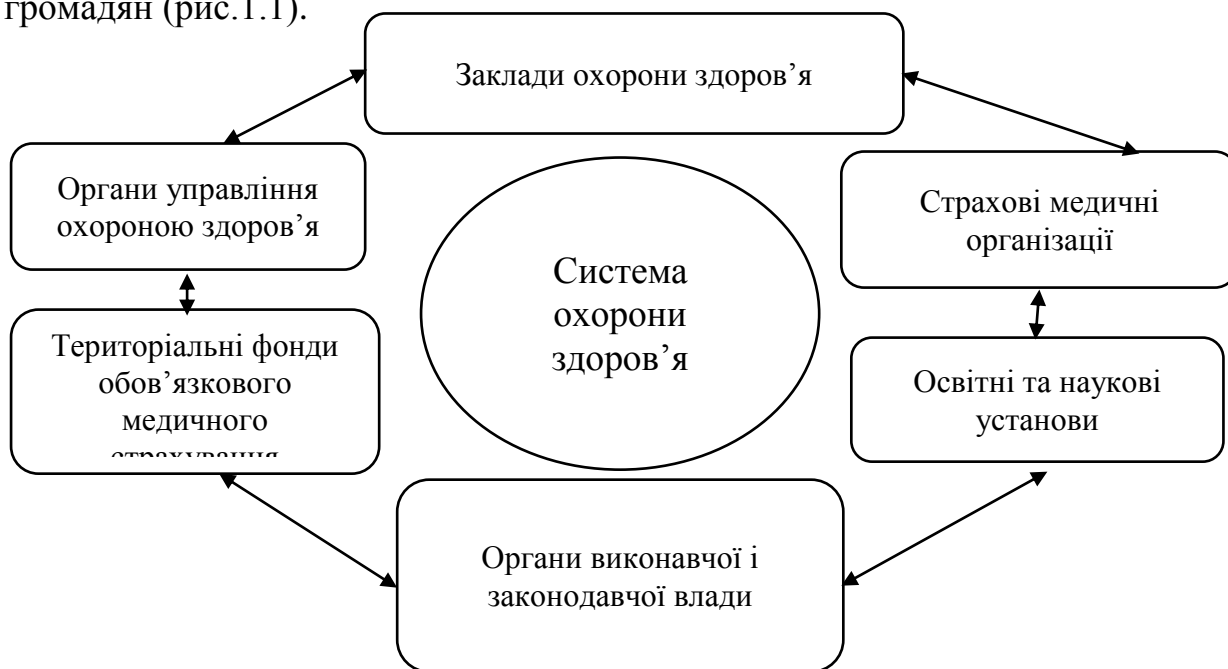 громадян (рис.1.1).
Заклади охорони здоров’я
Органи управління
охороною здоров’я
Страхові медичні
організації
Система
охорони
здоров’я
Територіальні фонди
обов’язкового
медичного
страхування
Освітні та наукові
установи
Органи виконавчої і
законодавчої влади